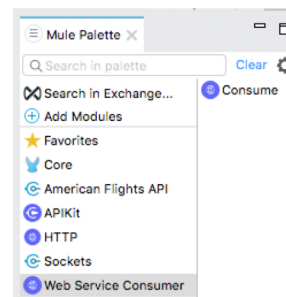 Mule Palette
Search in palette
Clear
Search in Exchange...
Consume
Add Modules
Favorites
Core
American Flights API
APIKit
HTTP
Sockets
Web Service Consumer